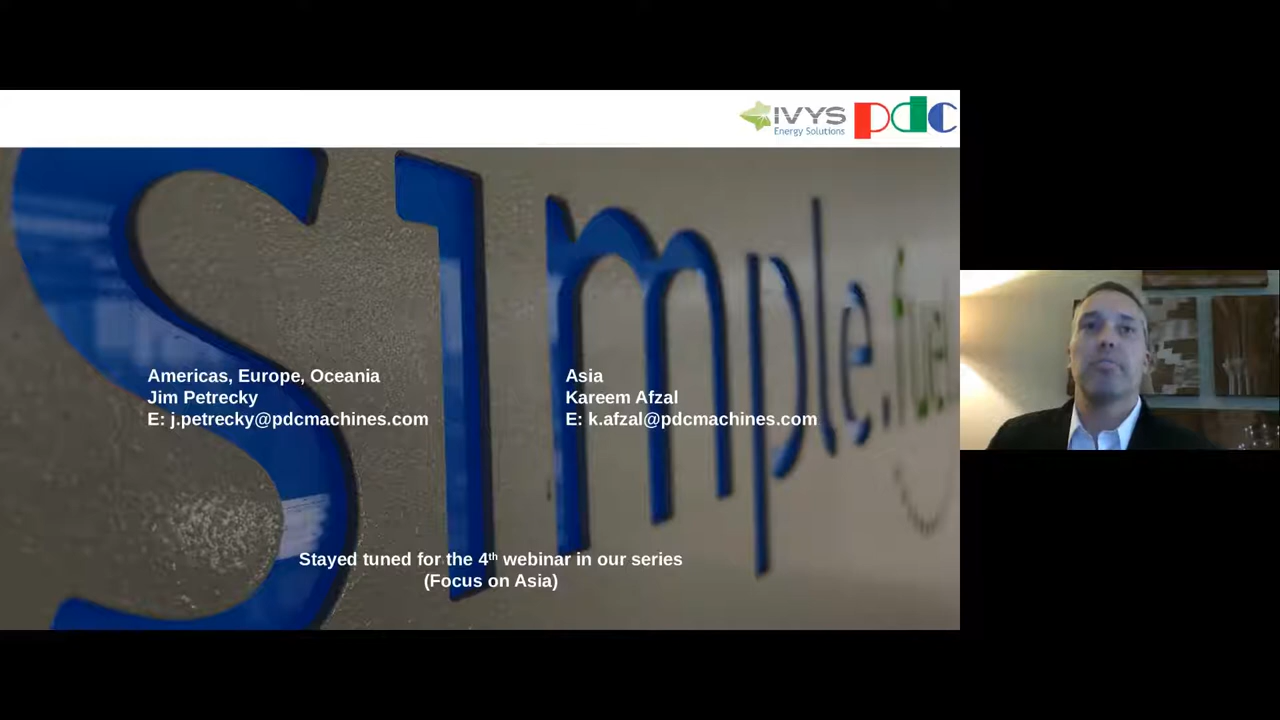 IVYS
Energy Solutions
pdc
S1mple.fuel
Americas, Europe, Oceania
Jim Petrecky
E: j.petrecky@pdcmachines.com
Asia
Kareem Afzal
E: k.afzal@pdcmachines.com
Stayed tuned for the 4th webinar in our series
(Focus on Asia)